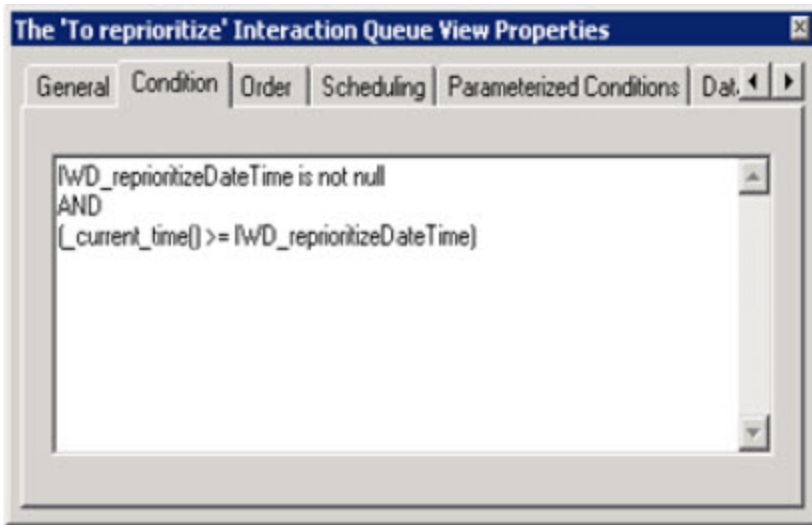 The 'To reprioritize' Interaction Queue View Properties
General Condition Order Scheduling Parameterized Conditions Dat
IWD_reprioritizeDateTime is not null
AND
(_current_time() >= IWD_reprioritizeDateTime)